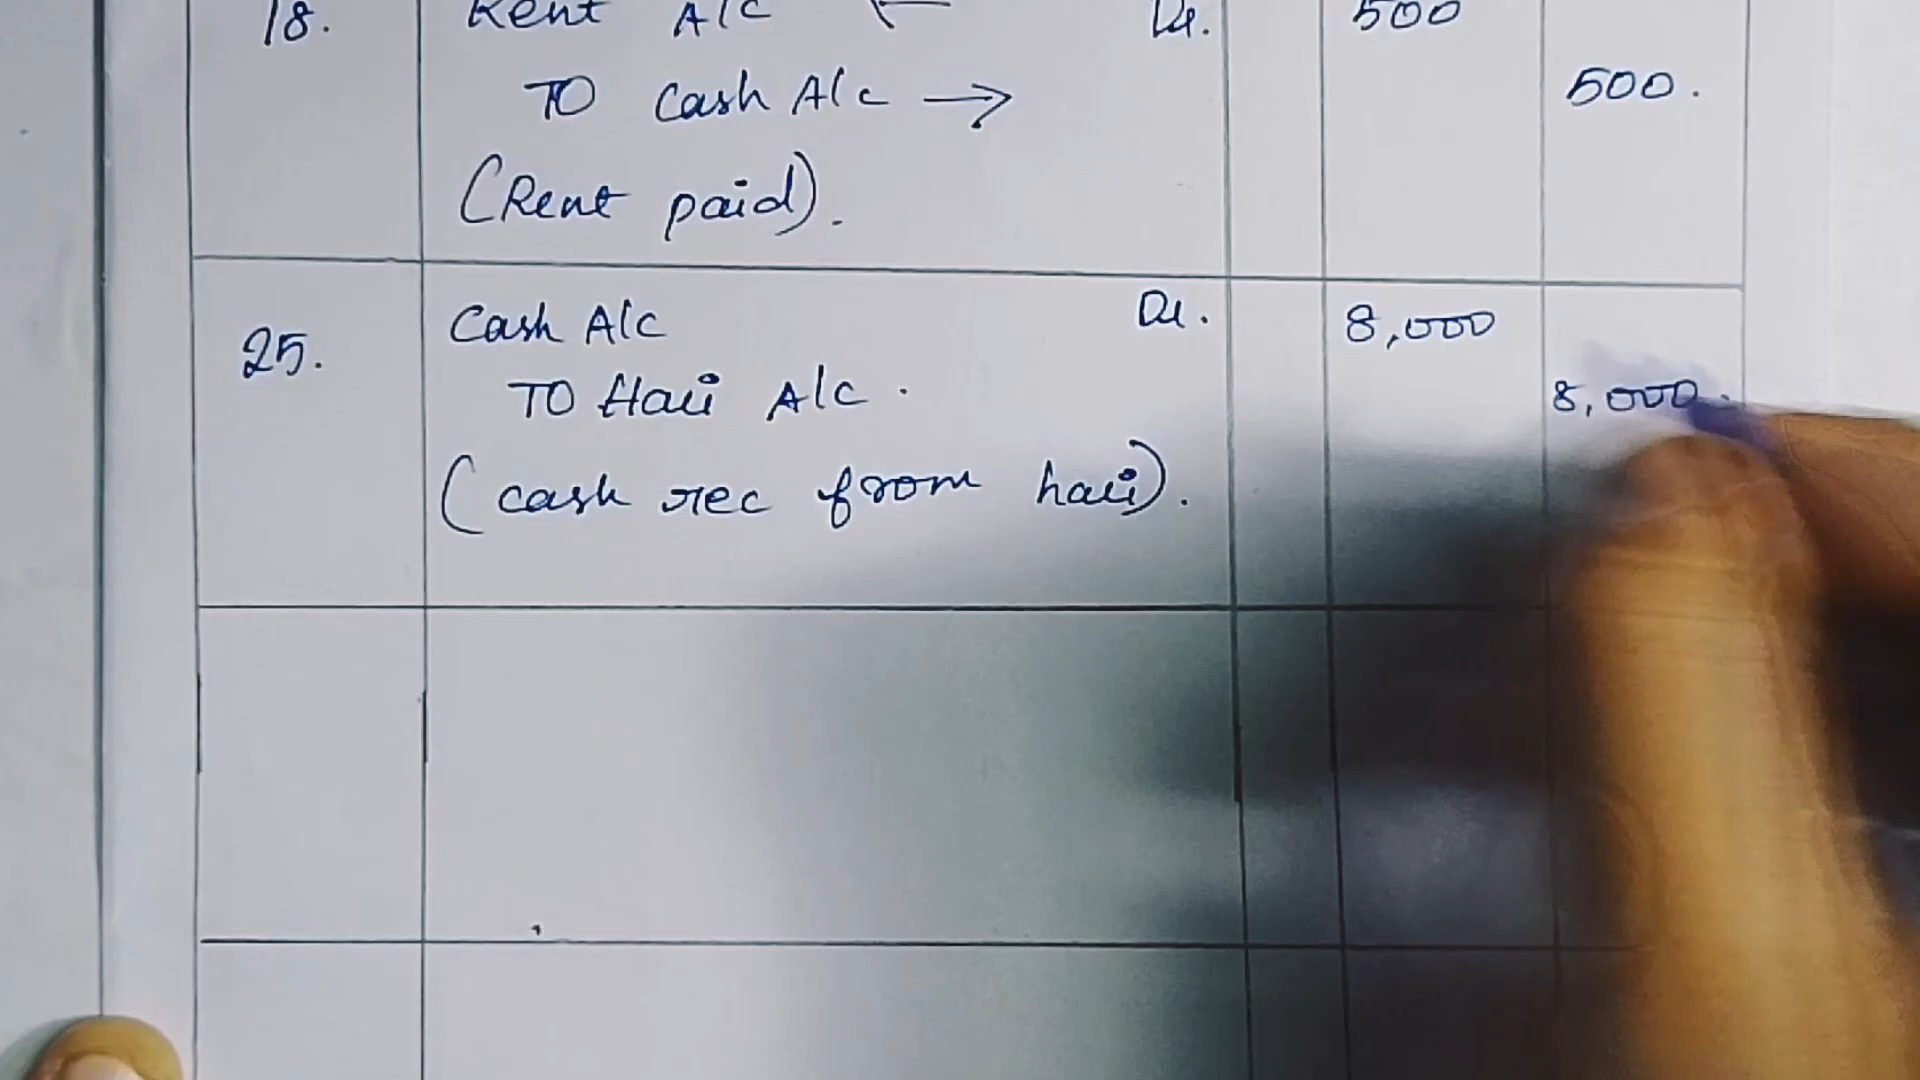 18. Rent A/C ← Dr. 500
TO Cash A/C → 500.
(Rent paid).
25. Cash A/C Dr. 8,000
TO Hari A/C. 8,000.
(cash rec from hari).